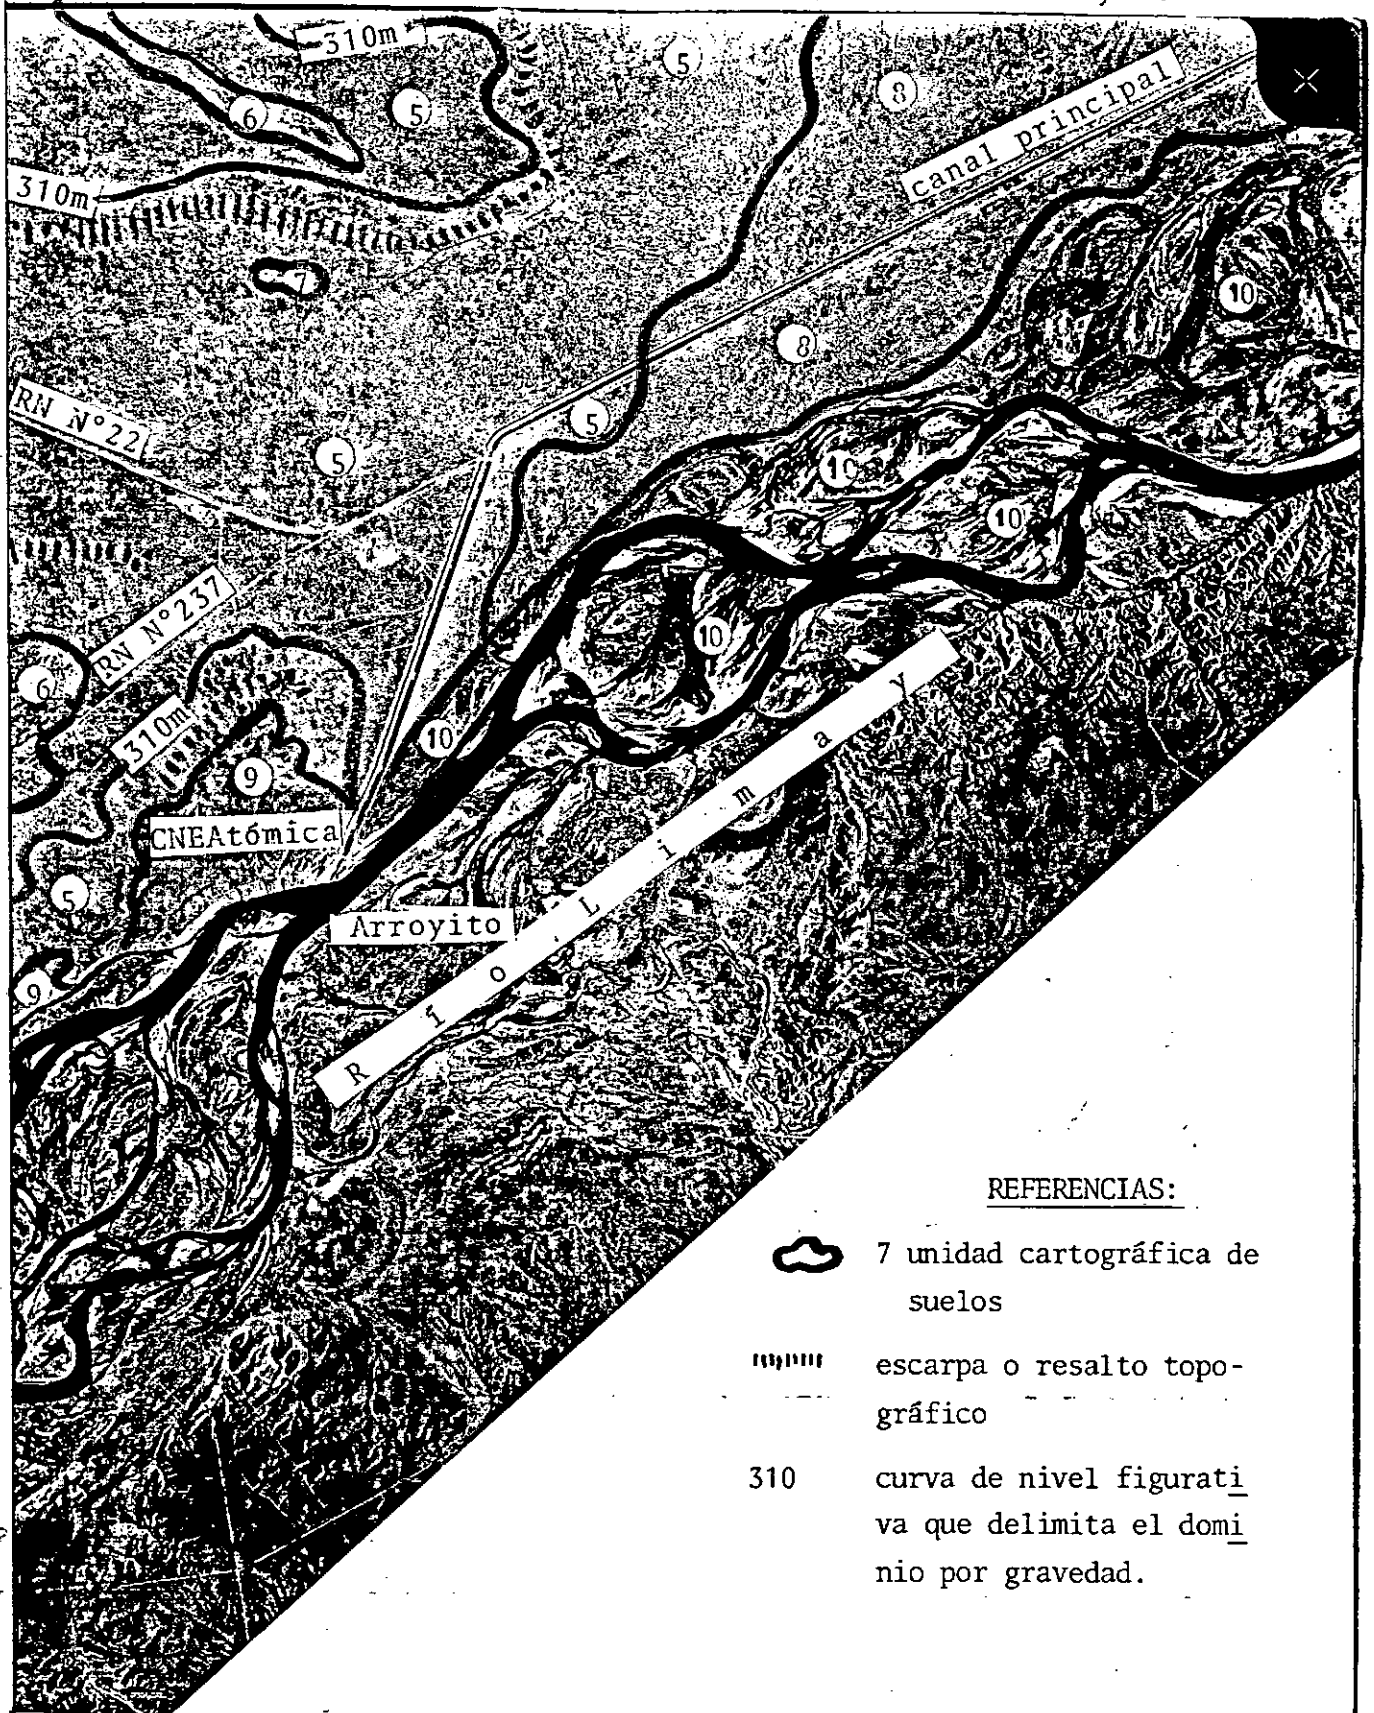 310m
5
8
6
5
canal principal
310m
7
10
8
RN N°22
5
5
10
10
RN N°237
10
6
310m
10
9
CNEAtómica
5
Arroyito
9
Río Limay
REFERENCIAS:
7 unidad cartográfica de
suelos
escarpa o resalto topo-
gráfico
310 curva de nivel figurati
va que delimita el domi
nio por gravedad.